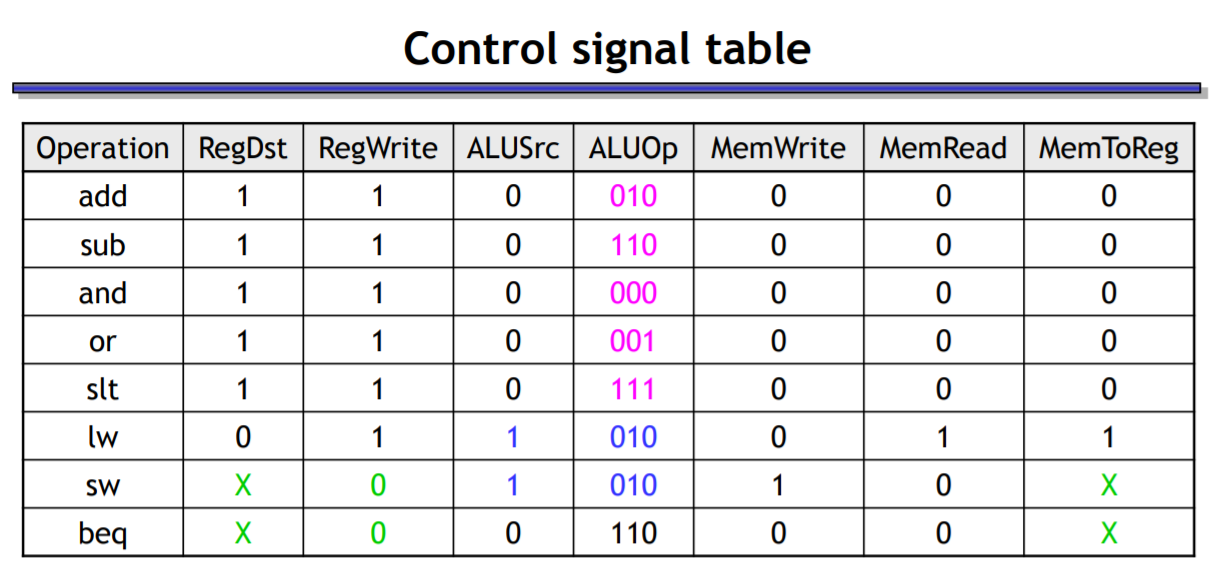 Control signal table
Operation RegDst RegWrite ALUSrc ALUOp MemWrite MemRead MemToReg
add 1 1 0 010 0 0 0
sub 1 1 0 110 0 0 0
and 1 1 0 000 0 0 0
or 1 1 0 001 0 0 0
slt 1 1 0 111 0 0 0
lw 0 1 1 010 0 1 1
sw X 0 1 010 1 0 X
beq X 0 0 110 0 0 X